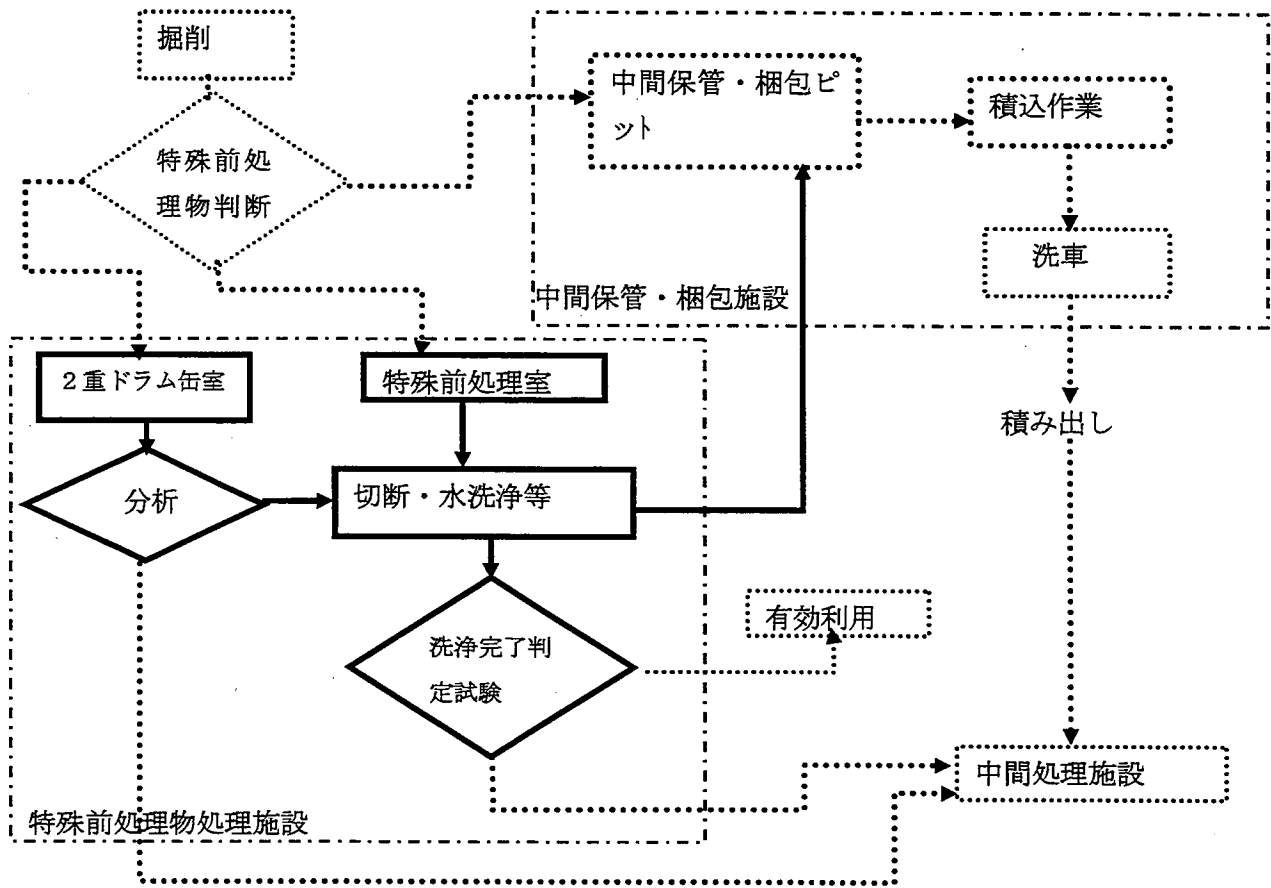 掘削
特殊前処
理物判断
中間保管・梱包ピ
ット
積込作業
洗車
中間保管・梱包施設
2重ドラム缶室
特殊前処理室
積み出し
分析
切断・水洗浄等
洗浄完了判
定試験
有効利用
中間処理施設
特殊前処理物処理施設